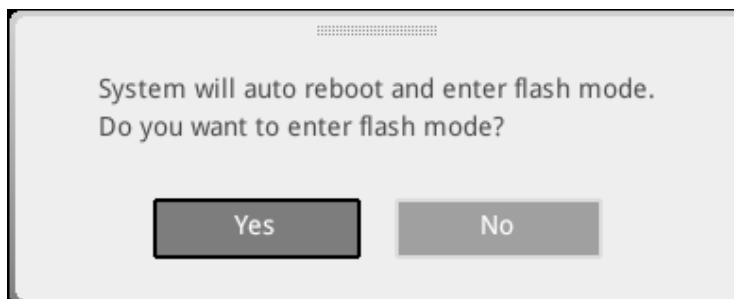 System will auto reboot and enter flash mode.
Do you want to enter flash mode?
Yes
No